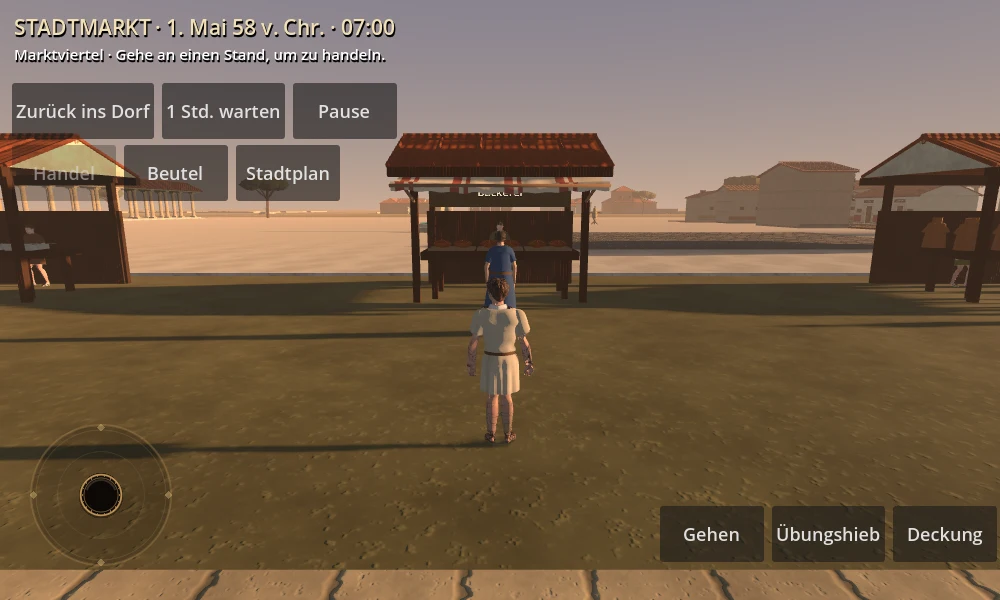 STADTMARKT · 1. Mai 58 v. Chr. · 07:00
Marktviertel · Gehe an einen Stand, um zu handeln.
Zurück ins Dorf
1 Std. warten
Pause
Handel
Beutel
Stadtplan
Gehen
Übungshieb
Deckung